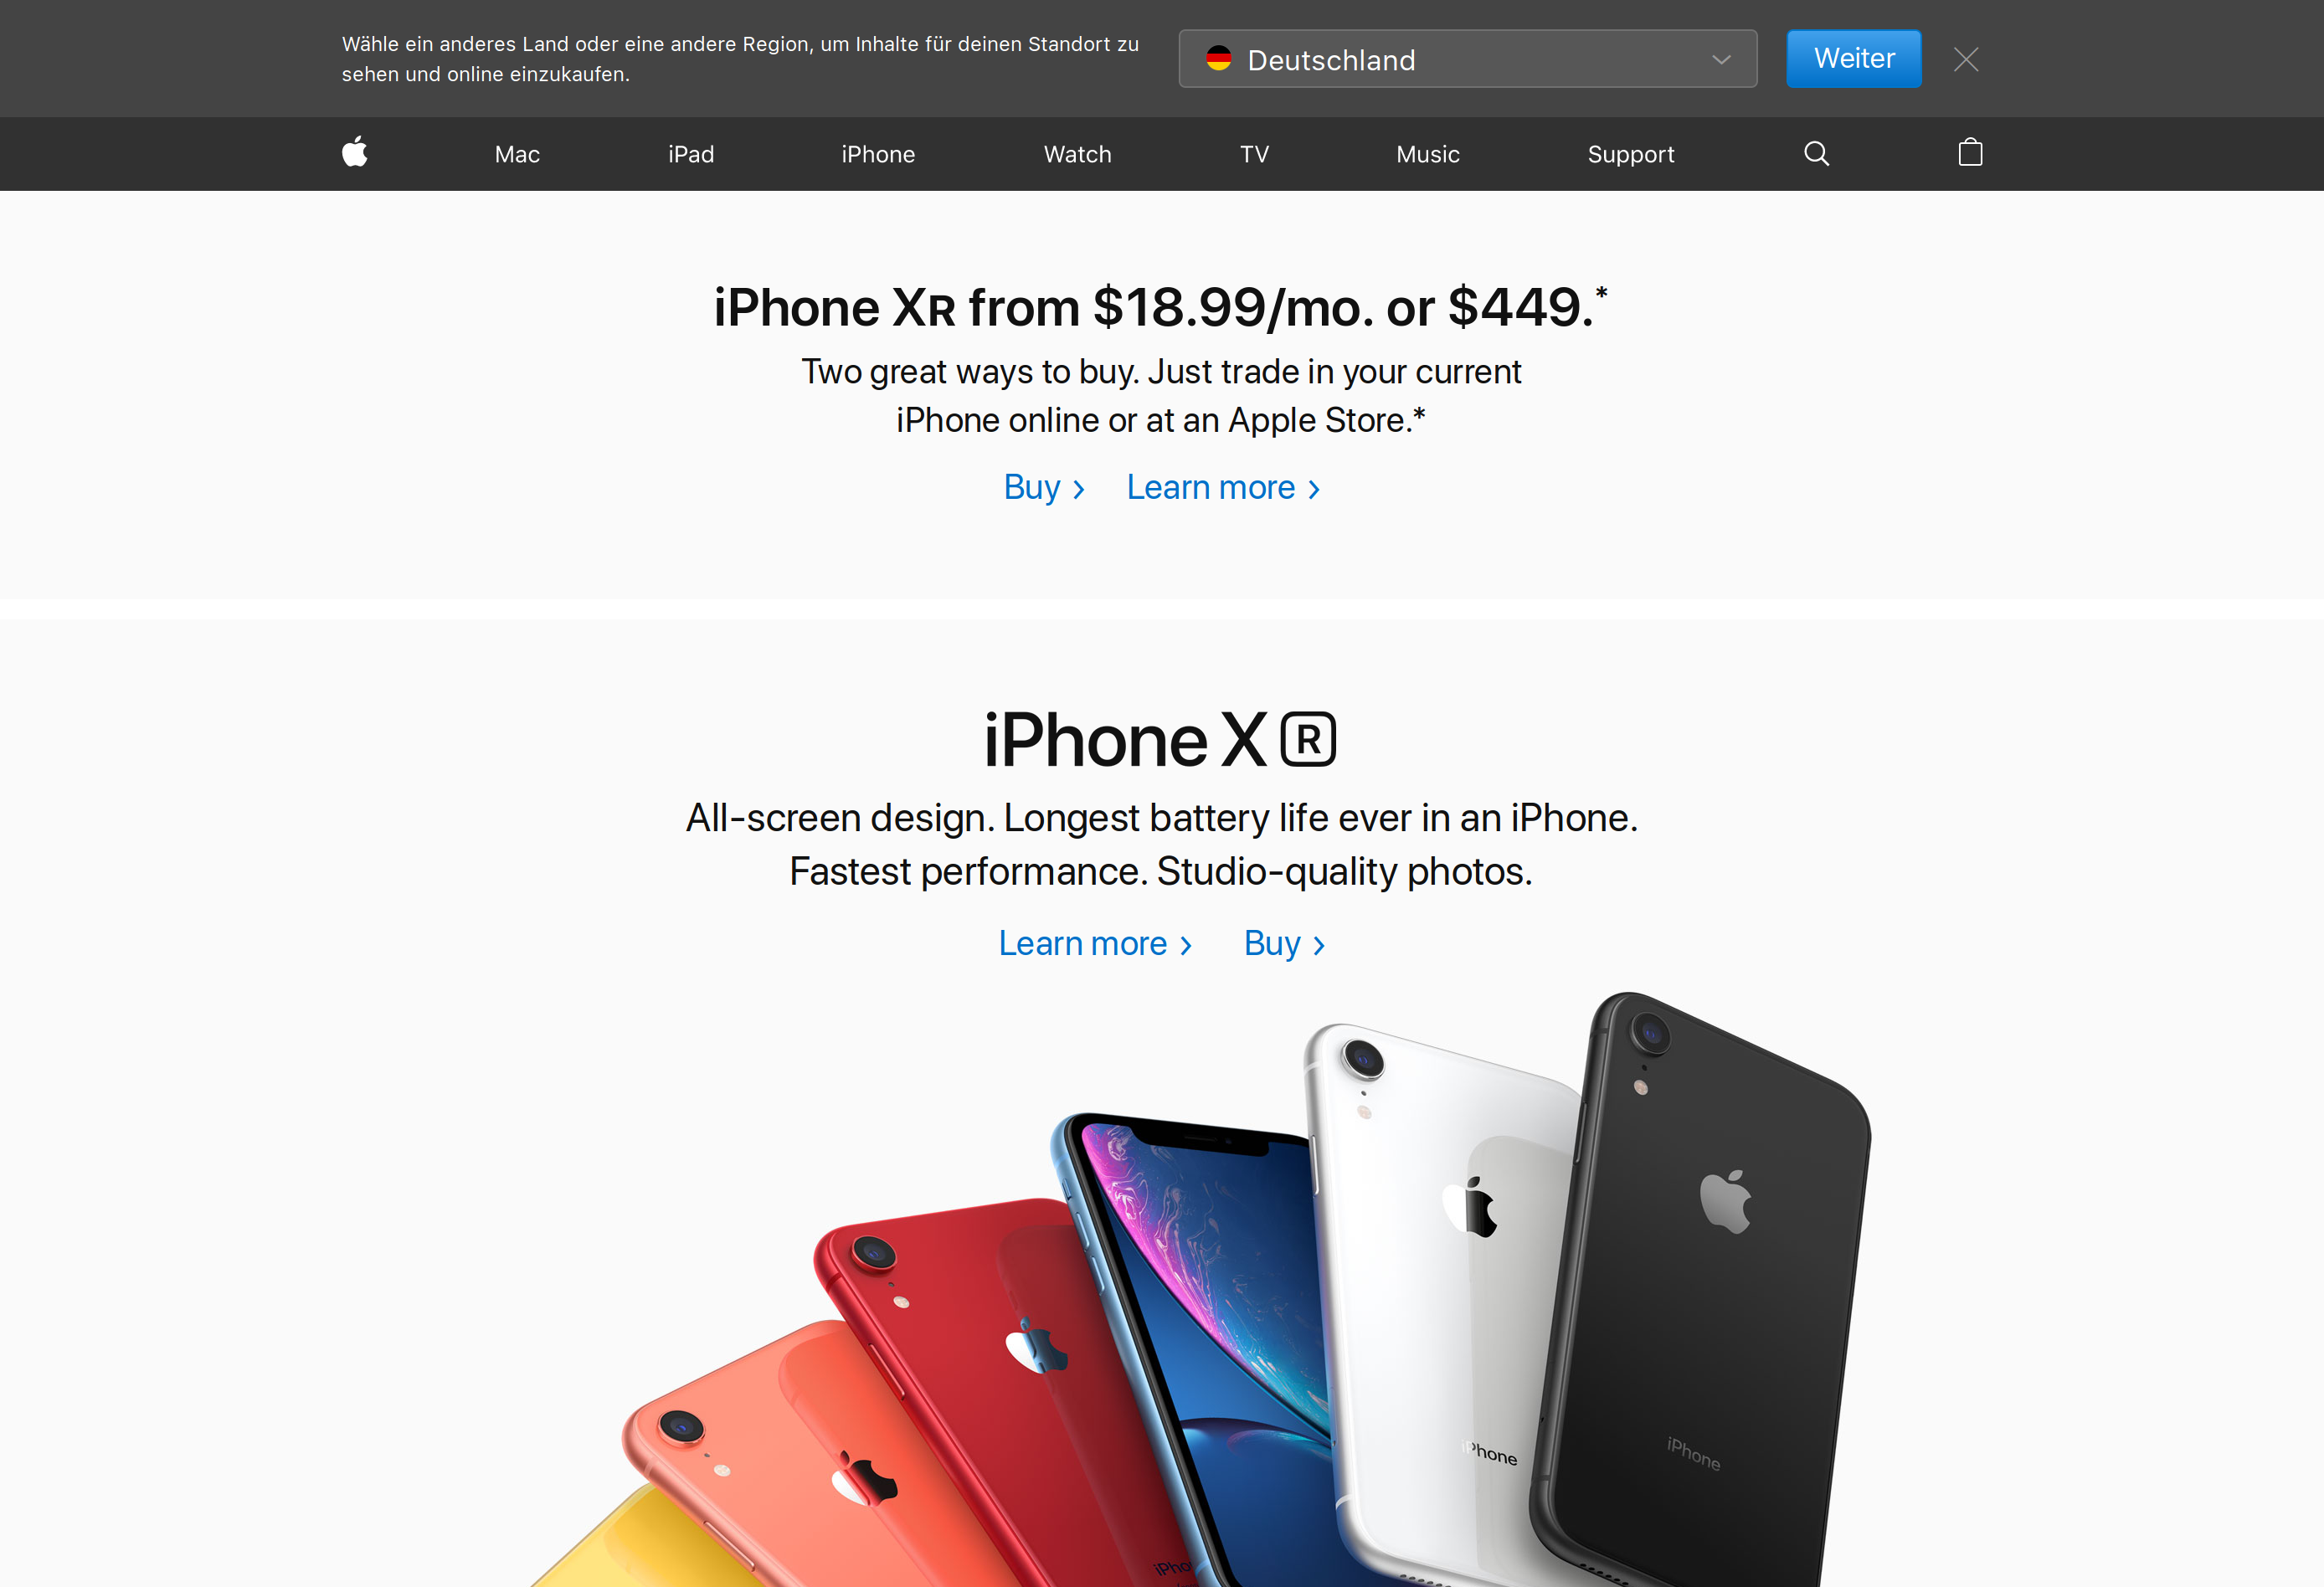 Wähle ein anderes Land oder eine andere Region, um Inhalte für deinen Standort zu
sehen und online einzukaufen.
Deutschland
Weiter
Mac iPad iPhone Watch TV Music Support
iPhone XR from $18.99/mo. or $449.*
Two great ways to buy. Just trade in your current
iPhone online or at an Apple Store.*
Buy > Learn more >
iPhone X R
All-screen design. Longest battery life ever in an iPhone.
Fastest performance. Studio-quality photos.
Learn more > Buy >
iPhone
iPhone